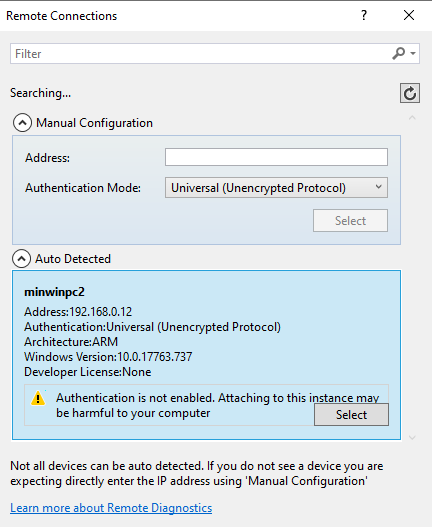 Remote Connections
?
Filter
Searching...
Manual Configuration
Address:
Authentication Mode: Universal (Unencrypted Protocol)
Select
Auto Detected
minwinpc2
Address:192.168.0.12
Authentication:Universal (Unencrypted Protocol)
Architecture:ARM
Windows Version:10.0.17763.737
Developer License:None
Authentication is not enabled. Attaching to this instance may
be harmful to your computer
Select
Not all devices can be auto detected. If you do not see a device you are
expecting directly enter the IP address using 'Manual Configuration'
Learn more about Remote Diagnostics